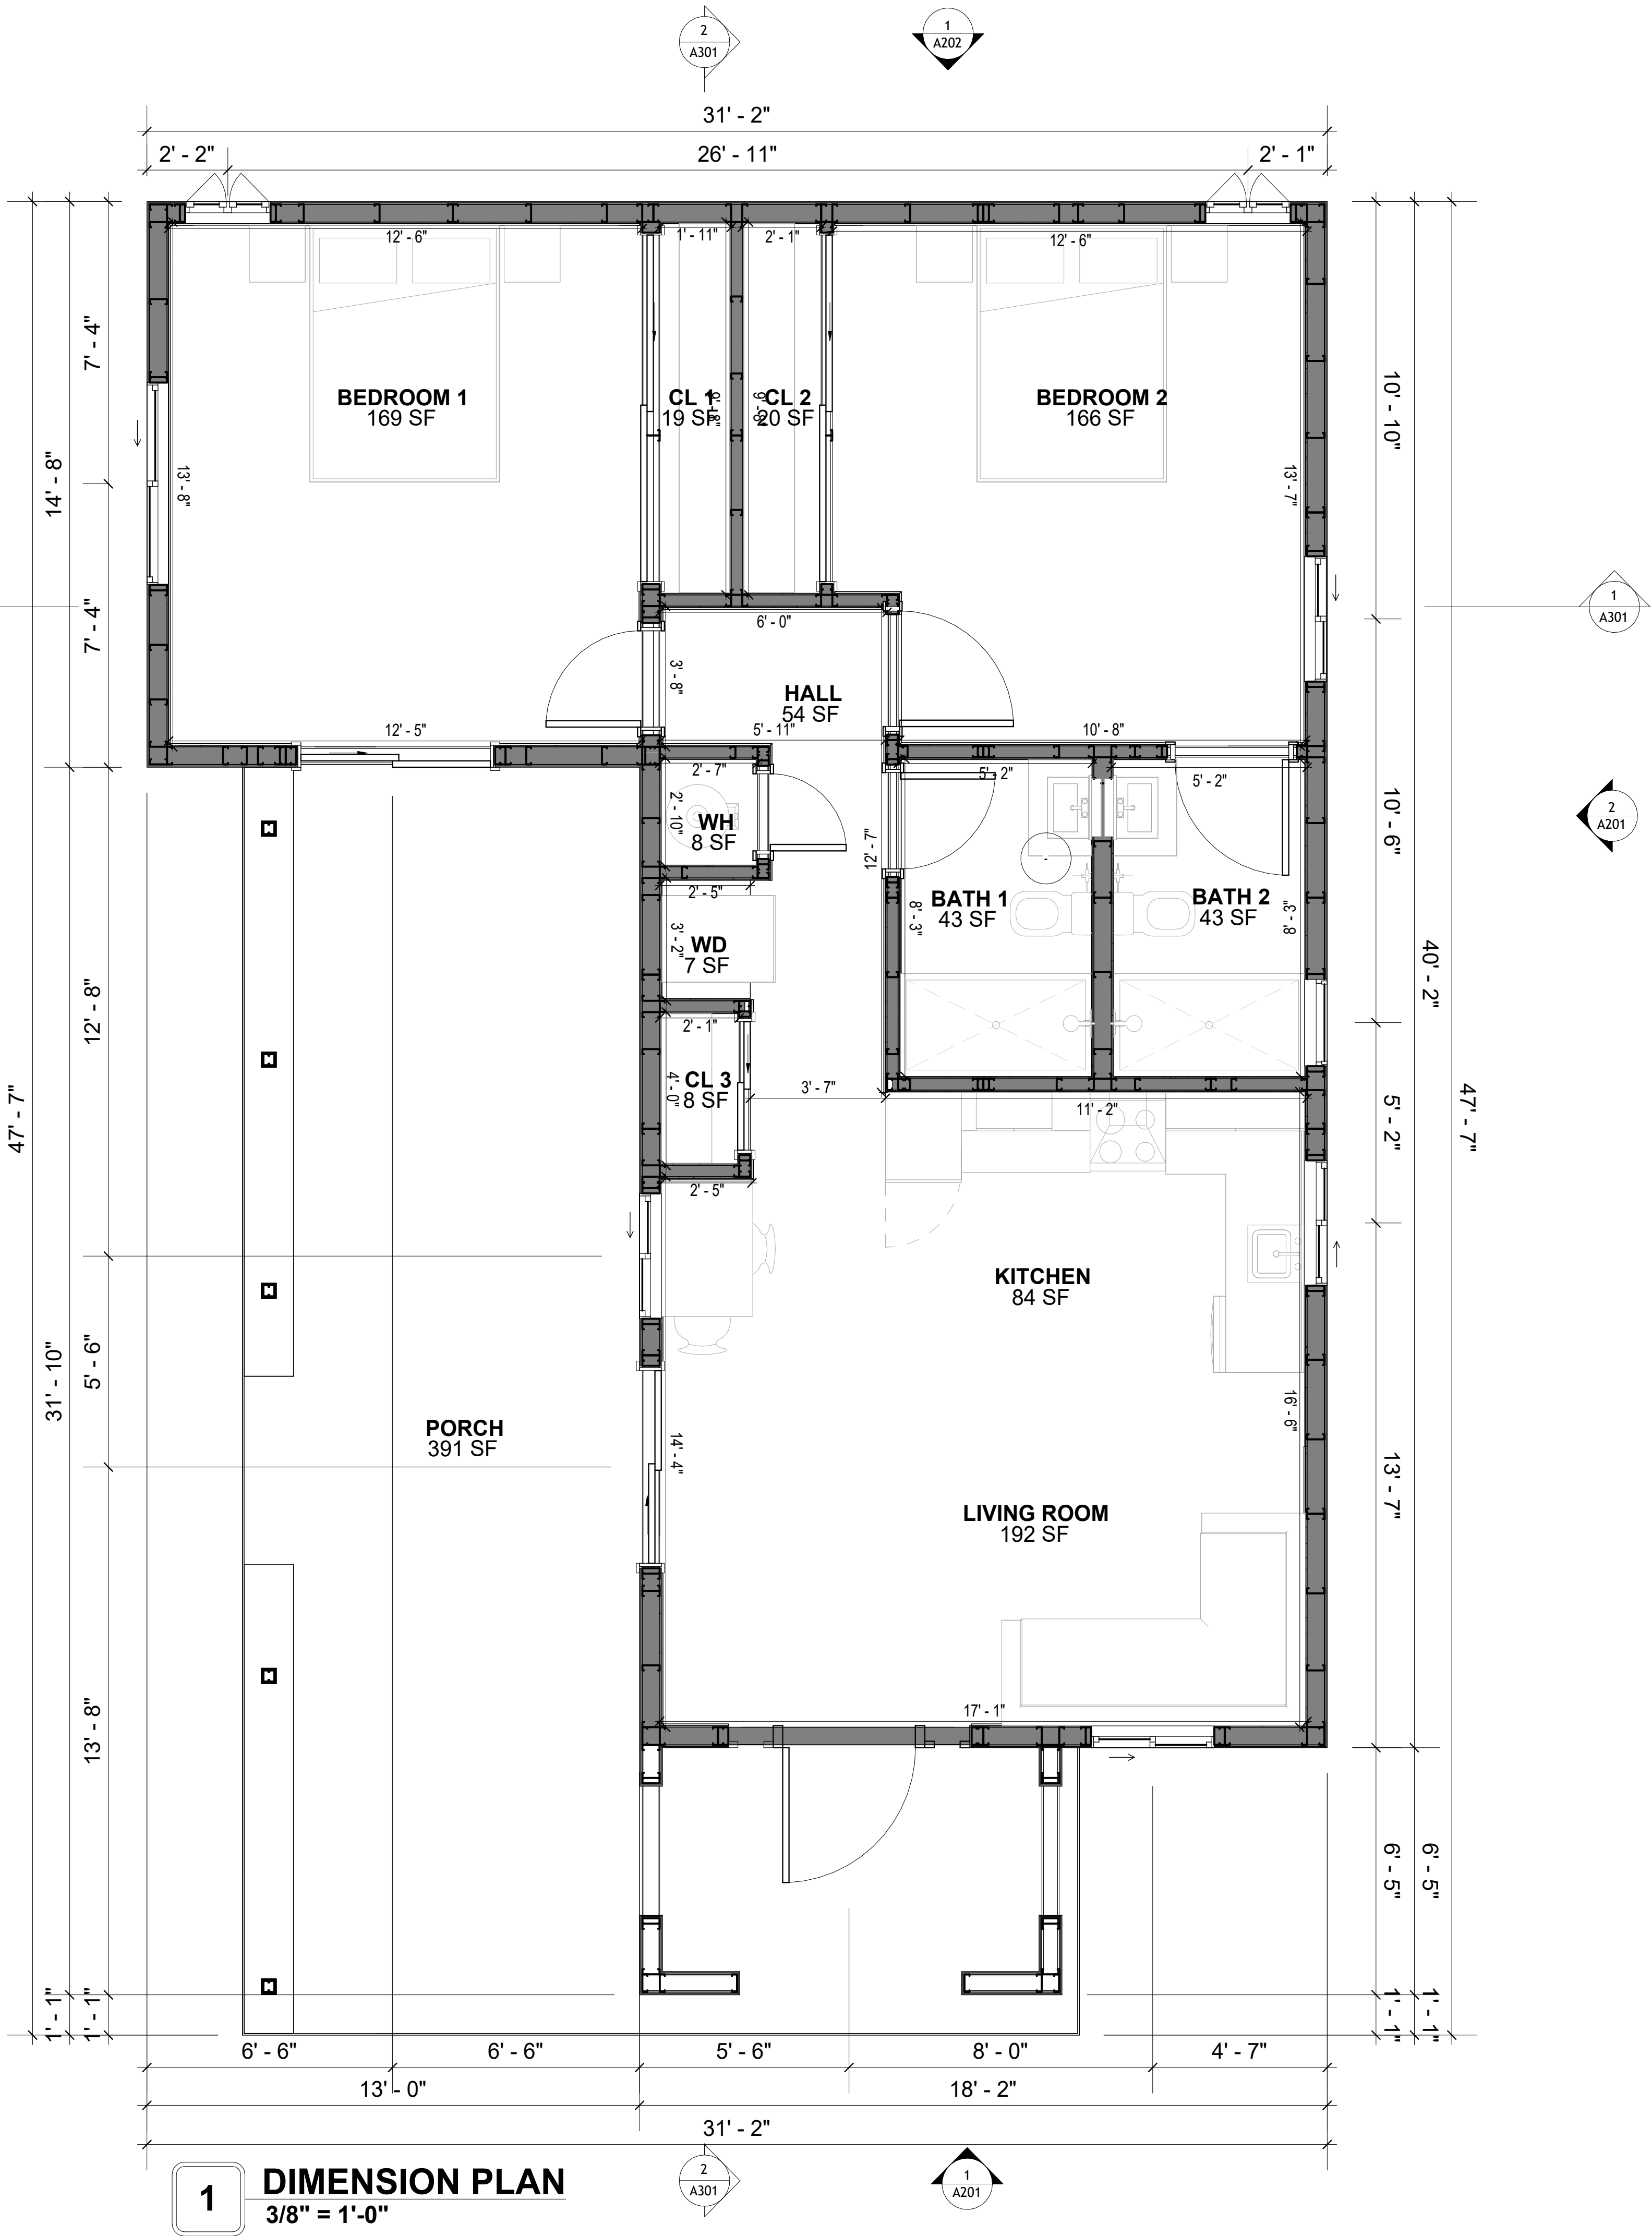 2
A301
1
A202
31' - 2"
2' - 2"
26' - 11"
2' - 1"
12' - 6"
1' - 11"
2' - 1"
12' - 6"
7' - 4"
10' - 10"
BEDROOM 1
169 SF
CL 1
19 SF
9' - 8"
CL 2
20 SF
9' - 8"
BEDROOM 2
166 SF
14' - 8"
13' - 8"
13' - 7"
7' - 4"
6' - 0"
1
A301
3' - 8"
HALL
54 SF
12' - 5"
5' - 11"
10' - 8"
2' - 7"
5' - 2"
5' - 2"
2' - 10"
WH
8 SF
12' - 7"
10' - 6"
2
A201
-
2' - 5"
BATH 1
43 SF
8' - 3"
BATH 2
43 SF
8' - 3"
3' - 2"
WD
7 SF
40' - 2"
12' - 8"
2' - 1"
CL 3
8 SF
4' - 0"
3' - 7"
11' - 2"
5' - 2"
47' - 7"
47' - 7"
2' - 5"
KITCHEN
84 SF
5' - 6"
31' - 10"
PORCH
391 SF
14' - 4"
16' - 6"
13' - 7"
LIVING ROOM
192 SF
17' - 1"
13' - 8"
6' - 5"
6' - 5"
1' - 1"
1' - 1"
1' - 1"
1' - 1"
6' - 6"
6' - 6"
5' - 6"
8' - 0"
4' - 7"
13' - 0"
18' - 2"
31' - 2"
2
A301
1
A201
1
DIMENSION PLAN
3/8" = 1'-0"